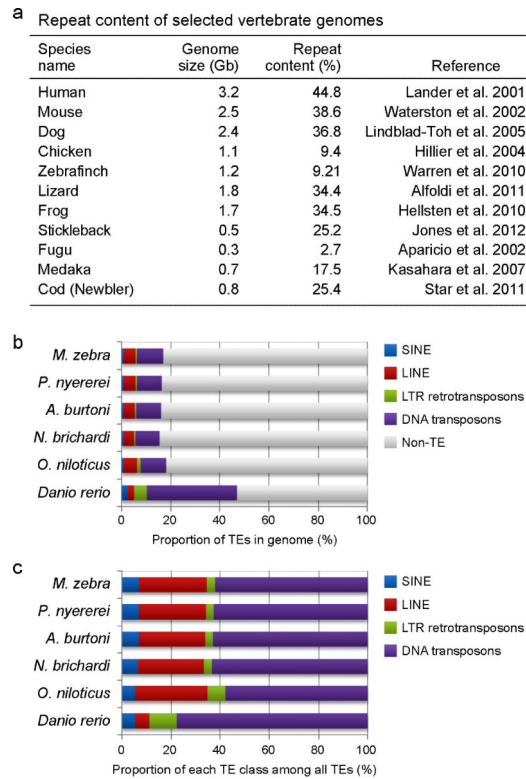 a
Repeat content of selected vertebrate genomes
Species name Genome size (Gb) Repeat content (%) Reference
Human 3.2 44.8 Lander et al. 2001
Mouse 2.5 38.6 Waterston et al. 2002
Dog 2.4 36.8 Lindblad-Toh et al. 2005
Chicken 1.1 9.4 Hillier et al. 2004
Zebrafinch 1.2 9.21 Warren et al. 2010
Lizard 1.8 34.4 Alfoldi et al. 2011
Frog 1.7 34.5 Hellsten et al. 2010
Stickleback 0.5 25.2 Jones et al. 2012
Fugu 0.3 2.7 Aparicio et al. 2002
Medaka 0.7 17.5 Kasahara et al. 2007
Cod (Newbler) 0.8 25.4 Star et al. 2011
b
M. zebra
P. nyererei
A. burtoni
N. brichardi
O. niloticus
Danio rerio
0 20 40 60 80 100
Proportion of TEs in genome (%)
SINE
LINE
LTR retrotransposons
DNA transposons
Non-TE
c
M. zebra
P. nyererei
A. burtoni
N. brichardi
O. niloticus
Danio rerio
0 20 40 60 80 100
Proportion of each TE class among all TEs (%)
SINE
LINE
LTR retrotransposons
DNA transposons